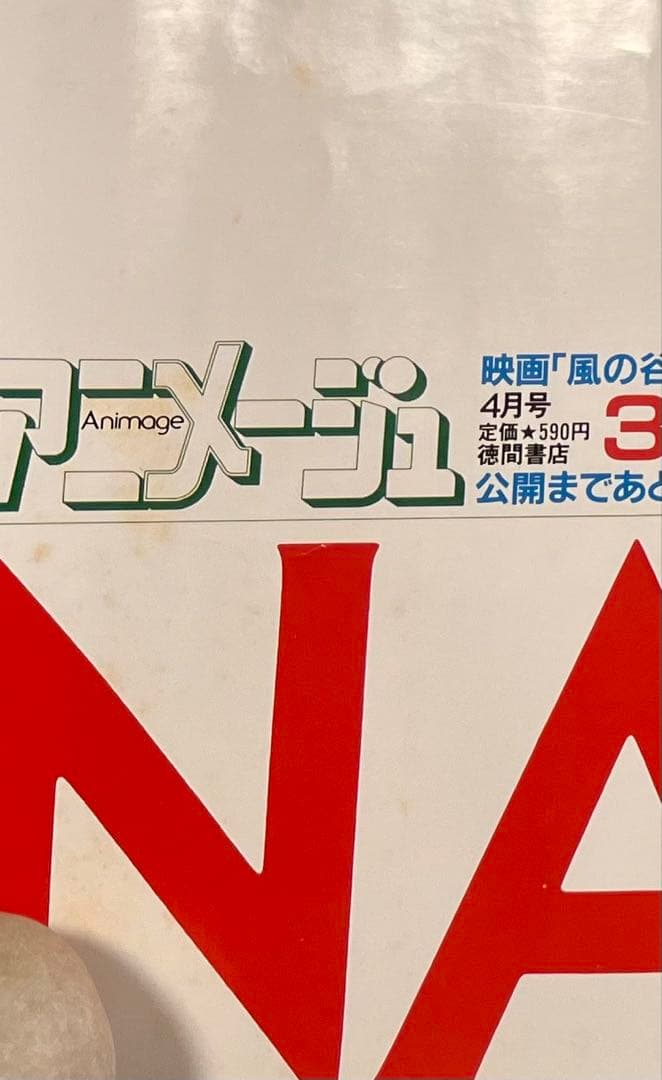 アニメージュ
Animage
映画「風の谷
4月号
定価★590円
徳間書店
3
公開まであと
NA